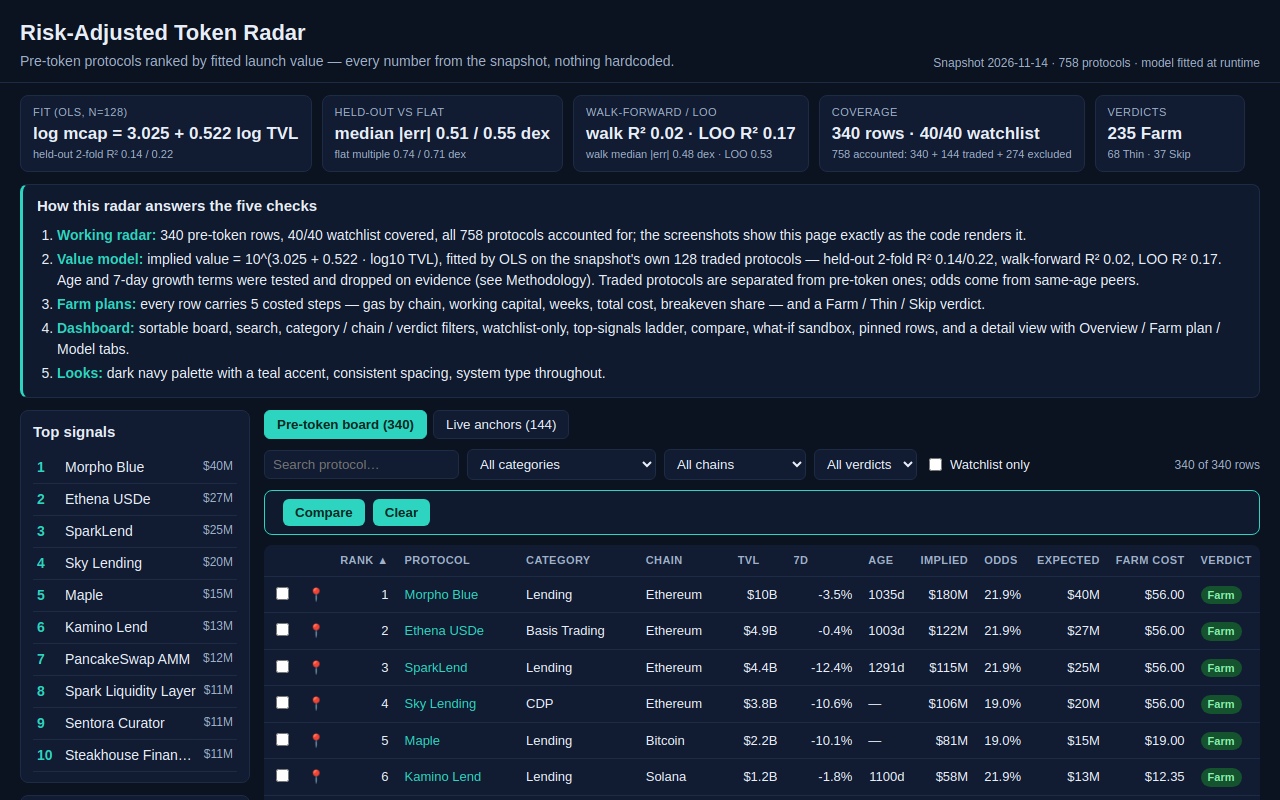 Risk-Adjusted Token Radar
Pre-token protocols ranked by fitted launch value — every number from the snapshot, nothing hardcoded.
Snapshot 2026-11-14 · 758 protocols · model fitted at runtime
FIT (OLS, N=128)
log mcap = 3.025 + 0.522 log TVL
held-out 2-fold R² 0.14 / 0.22
HELD-OUT VS FLAT
median |err| 0.51 / 0.55 dex
flat multiple 0.74 / 0.71 dex
WALK-FORWARD / LOO
walk R² 0.02 · LOO R² 0.17
walk median |err| 0.48 dex · LOO 0.53
COVERAGE
340 rows · 40/40 watchlist
758 accounted: 340 + 144 traded + 274 excluded
VERDICTS
235 Farm
68 Thin · 37 Skip
How this radar answers the five checks
1. Working radar: 340 pre-token rows, 40/40 watchlist covered, all 758 protocols accounted for; the screenshots show this page exactly as the code renders it.
2. Value model: implied value = 10^(3.025 + 0.522 · log10 TVL), fitted by OLS on the snapshot's own 128 traded protocols — held-out 2-fold R² 0.14/0.22, walk-forward R² 0.02, LOO R² 0.17.
Age and 7-day growth terms were tested and dropped on evidence (see Methodology). Traded protocols are separated from pre-token ones; odds come from same-age peers.
3. Farm plans: every row carries 5 costed steps — gas by chain, working capital, weeks, total cost, breakeven share — and a Farm / Thin / Skip verdict.
4. Dashboard: sortable board, search, category / chain / verdict filters, watchlist-only, top-signals ladder, compare, what-if sandbox, pinned rows, and a detail view with Overview / Farm plan /
Model tabs.
5. Looks: dark navy palette with a teal accent, consistent spacing, system type throughout.
Top signals
1 Morpho Blue $40M
2 Ethena USDe $27M
3 SparkLend $25M
4 Sky Lending $20M
5 Maple $15M
6 Kamino Lend $13M
7 PancakeSwap AMM $12M
8 Spark Liquidity Layer $11M
9 Sentora Curator $11M
10 Steakhouse Finan… $11M
Pre-token board (340) Live anchors (144)
Search protocol… All categories All chains All verdicts Watchlist only 340 of 340 rows
Compare Clear
RANK ▲ PROTOCOL CATEGORY CHAIN TVL 7D AGE IMPLIED ODDS EXPECTED FARM COST VERDICT
1 Morpho Blue Lending Ethereum $10B -3.5% 1035d $180M 21.9% $40M $56.00 Farm
2 Ethena USDe Basis Trading Ethereum $4.9B -0.4% 1003d $122M 21.9% $27M $56.00 Farm
3 SparkLend Lending Ethereum $4.4B -12.4% 1291d $115M 21.9% $25M $56.00 Farm
4 Sky Lending CDP Ethereum $3.8B -10.6% — $106M 19.0% $20M $56.00 Farm
5 Maple Lending Bitcoin $2.2B -10.1% — $81M 19.0% $15M $19.00 Farm
6 Kamino Lend Lending Solana $1.2B -1.8% 1100d $58M 21.9% $13M $12.35 Farm